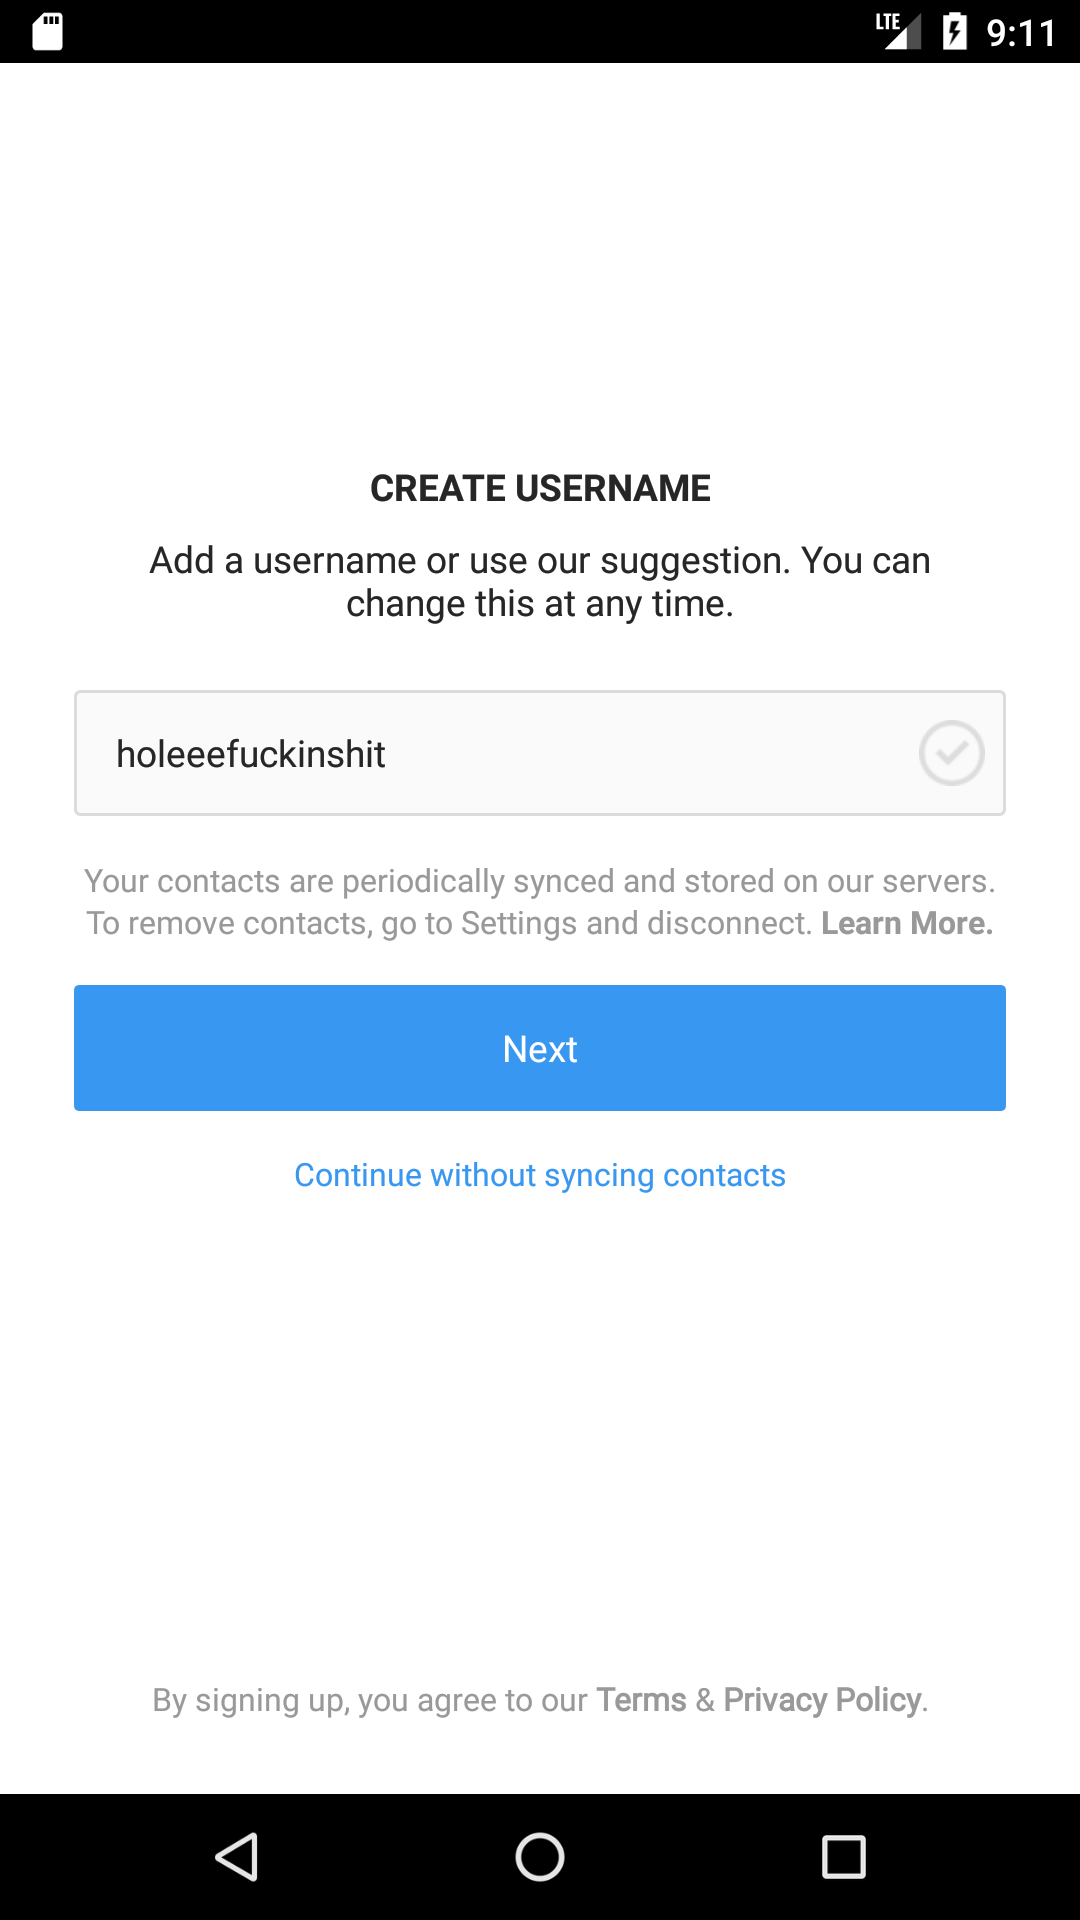 LTE 9:11
CREATE USERNAME
Add a username or use our suggestion. You can
change this at any time.
holeeefuckinshit
Your contacts are periodically synced and stored on our servers.
To remove contacts, go to Settings and disconnect. Learn More.
Next
Continue without syncing contacts
By signing up, you agree to our Terms & Privacy Policy.